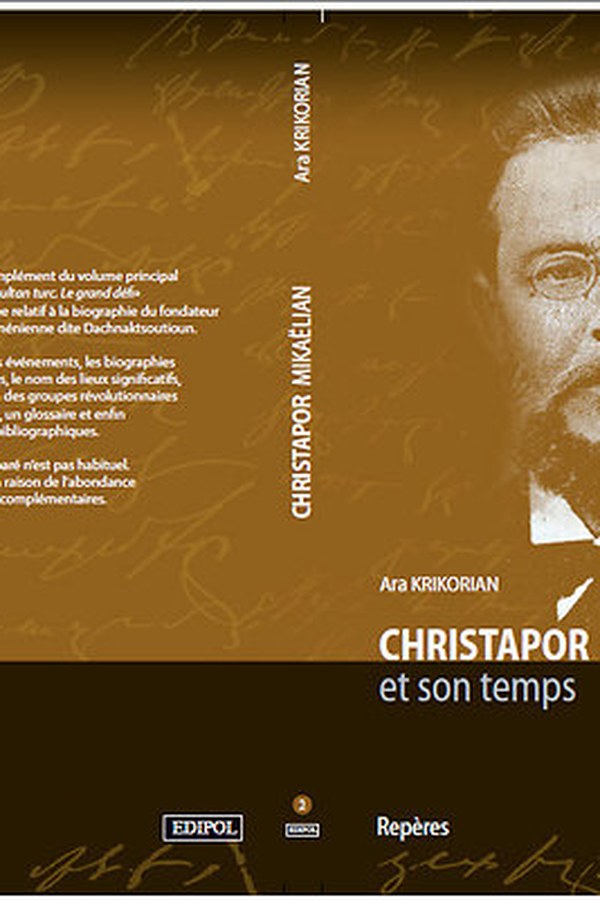 mplément du volume principal
ultan turc. Le grand défi»
e relatif à la biographie du fondateur
ménienne dite Dachnaktsoutioun.
s événements, les biographies
s, le nom des lieux significatifs,
des groupes révolutionnaires
, un glossaire et enfin
bibliographiques.
paré n'est pas habituel.
raison de l'abondance
complémentaires.
EDIPOL
Ara KRIKORIAN
CHRISTAPOR MIKAËLIAN
2
EDIPOL
Ara KRIKORIAN
CHRISTAPOR
et son temps
Repères